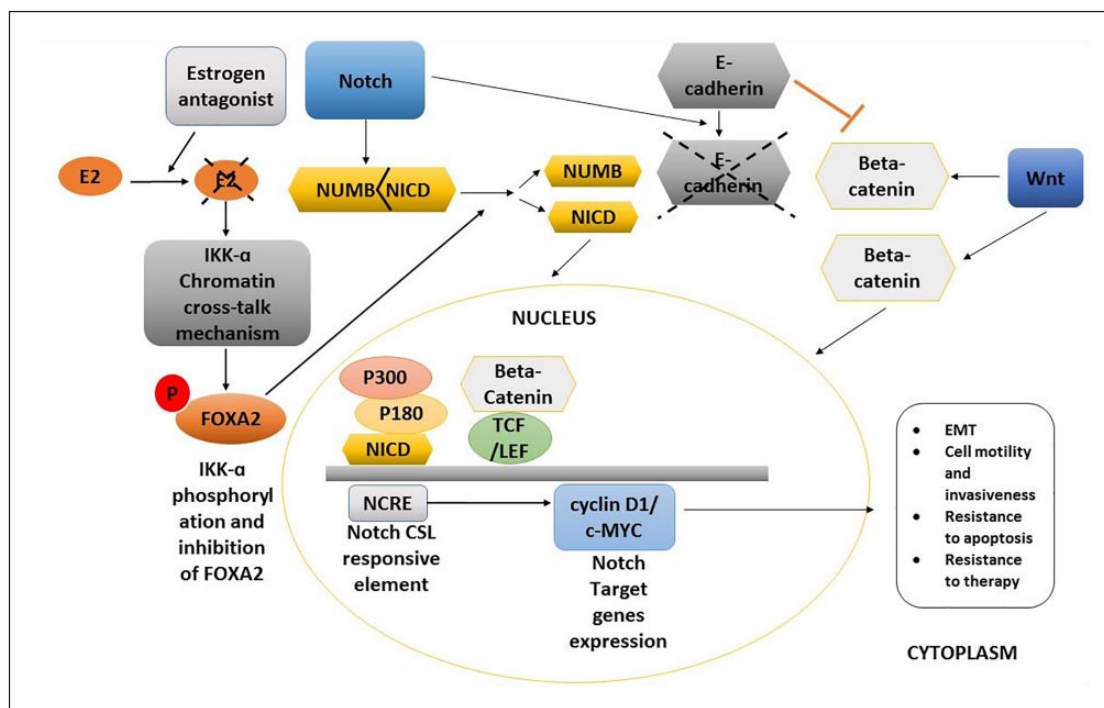 Estrogen
antagonist
Notch
E-
cadherin
E2
E2
NUMB
NICD
NUMB
NICD
E-
cadherin
Beta-
catenin
Wnt
IKK-α
Chromatin
cross-talk
mechanism
Beta-
catenin
NUCLEUS
P
FOXA2
IKK-α
phosphoryl
ation and
inhibition
of FOXA2
P300
P180
NICD
Beta-
Catenin
TCF
/LEF
NCRE
Notch CSL
responsive
element
cyclin D1/
c-MYC
Notch
Target
genes
expression
● EMT
● Cell motility
and
invasiveness
● Resistance
to apoptosis
● Resistance
to therapy
CYTOPLASM